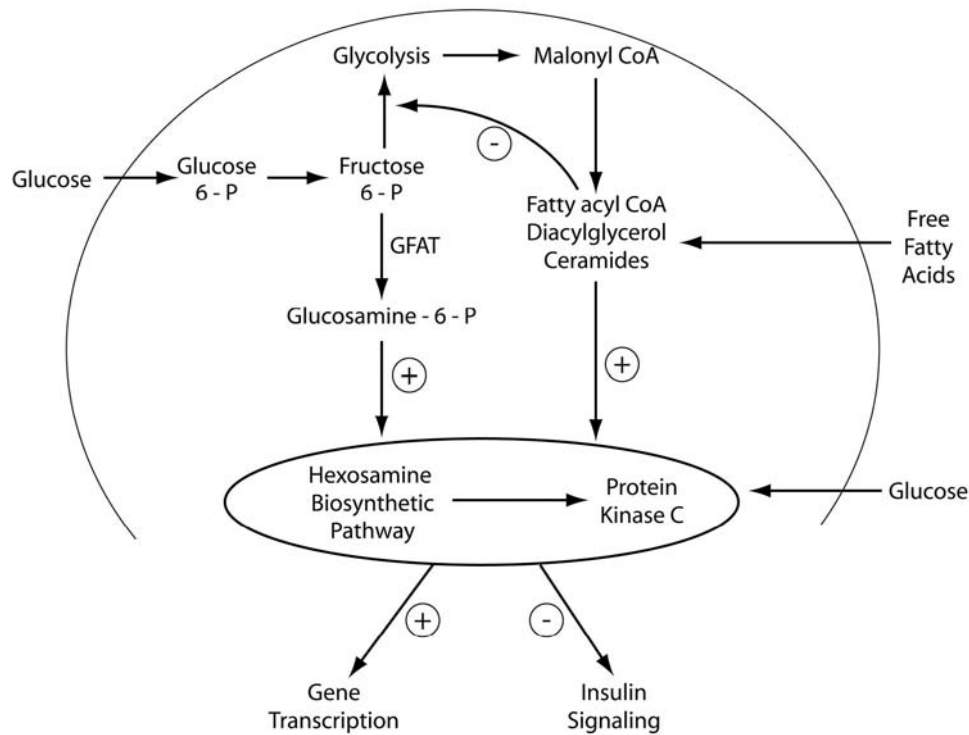 Glycolysis
Malonyl CoA
-
Glucose
Glucose
6 - P
Fructose
6 - P
Fatty acyl CoA
Diacylglycerol
Ceramides
Free
Fatty
Acids
GFAT
Glucosamine - 6 - P
+
+
Hexosamine
Biosynthetic
Pathway
Protein
Kinase C
Glucose
+
-
Gene
Transcription
Insulin
Signaling